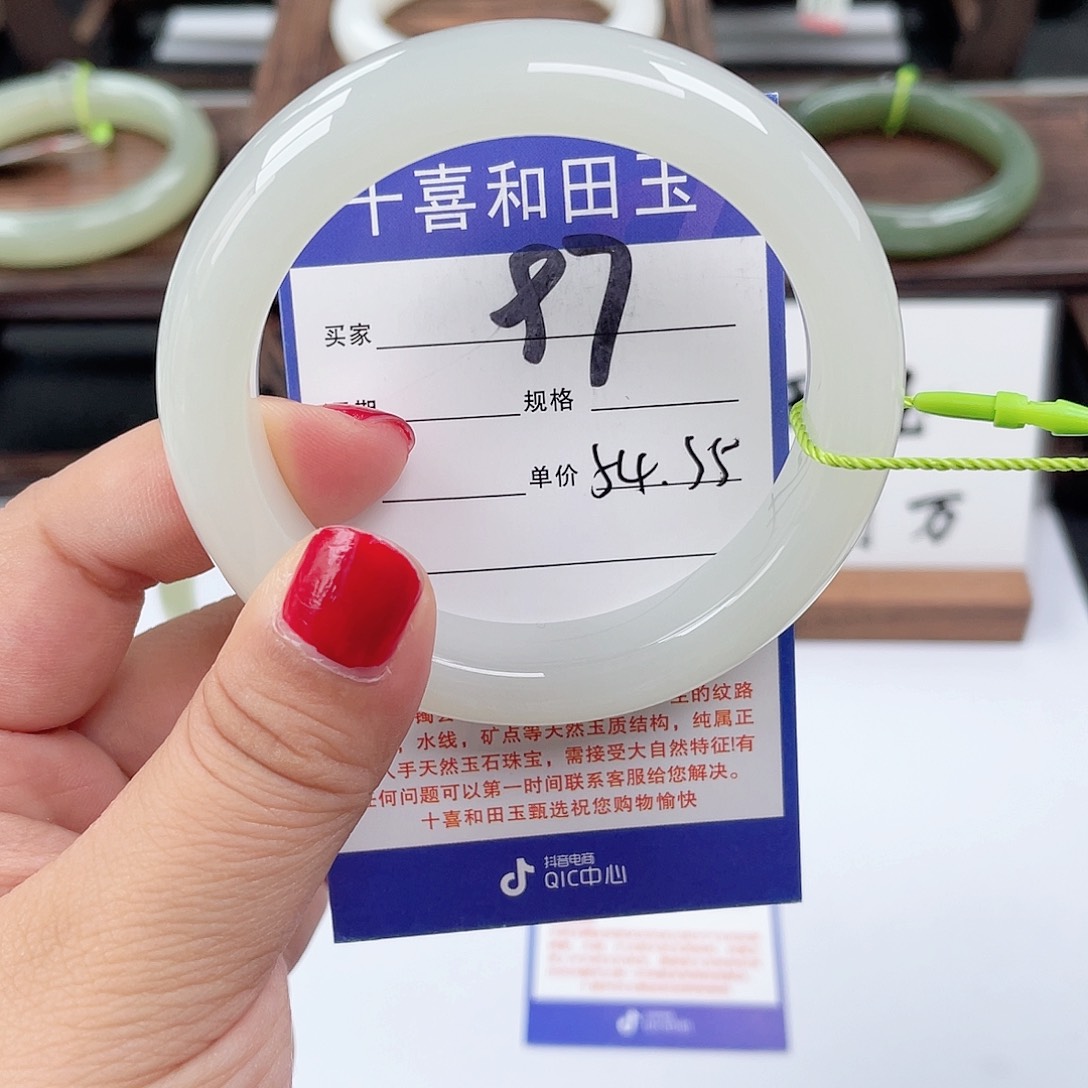 十喜和田玉
97
买家
期 规格
单价 54.55
生的纹路
，水线，矿点等天然玉质结构，纯属正
手天然玉石珠宝，需接受大自然特征!有
任何问题可以第一时间联系客服给您解决。
十喜和田玉甄选祝您购物愉快
抖音电商
QIC中心
万